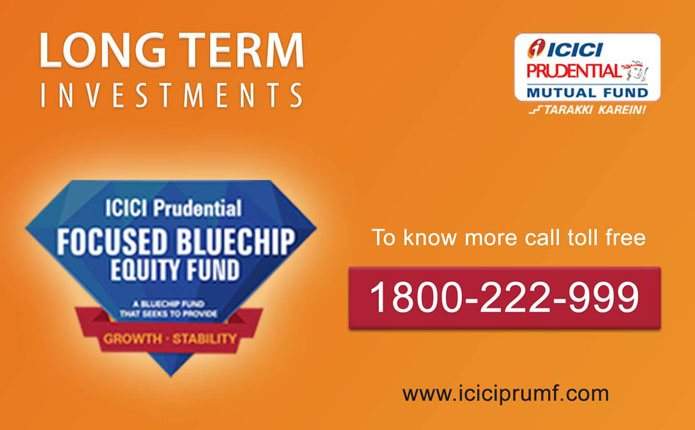 LONG TERM
INVESTMENTS
ICICI
PRUDENTIAL
MUTUAL FUND
TARAKKI KAREIN!
ICICI Prudential
FOCUSED BLUECHIP
EQUITY FUND
A BLUECHIP FUND
THAT SEEKS TO PROVIDE
GROWTH · STABILITY
To know more call toll free
1800-222-999
www.iciciprumf.com